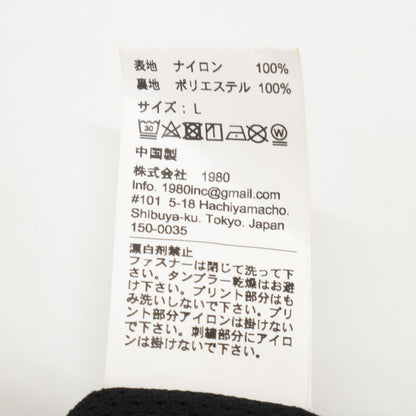 表地　ナイロン　100%
裏地　ポリエステル 100%
サイズ：L
30 W
中国製
株式会社　1980
Info. 1980inc@gmail.com
#101　5-18 Hachiyamacho.
Shibuya-ku. Tokyo. Japan
150-0035
漂白剤禁止
ファスナーは閉じて洗って下
さい。タンブラー乾燥はお避
け下さい。プリント部分はも
み洗いしないで下さい。プリ
ント部分アイロンは掛けない
で下さい。刺繍部分にアイロ
ンは掛けないで下さい。